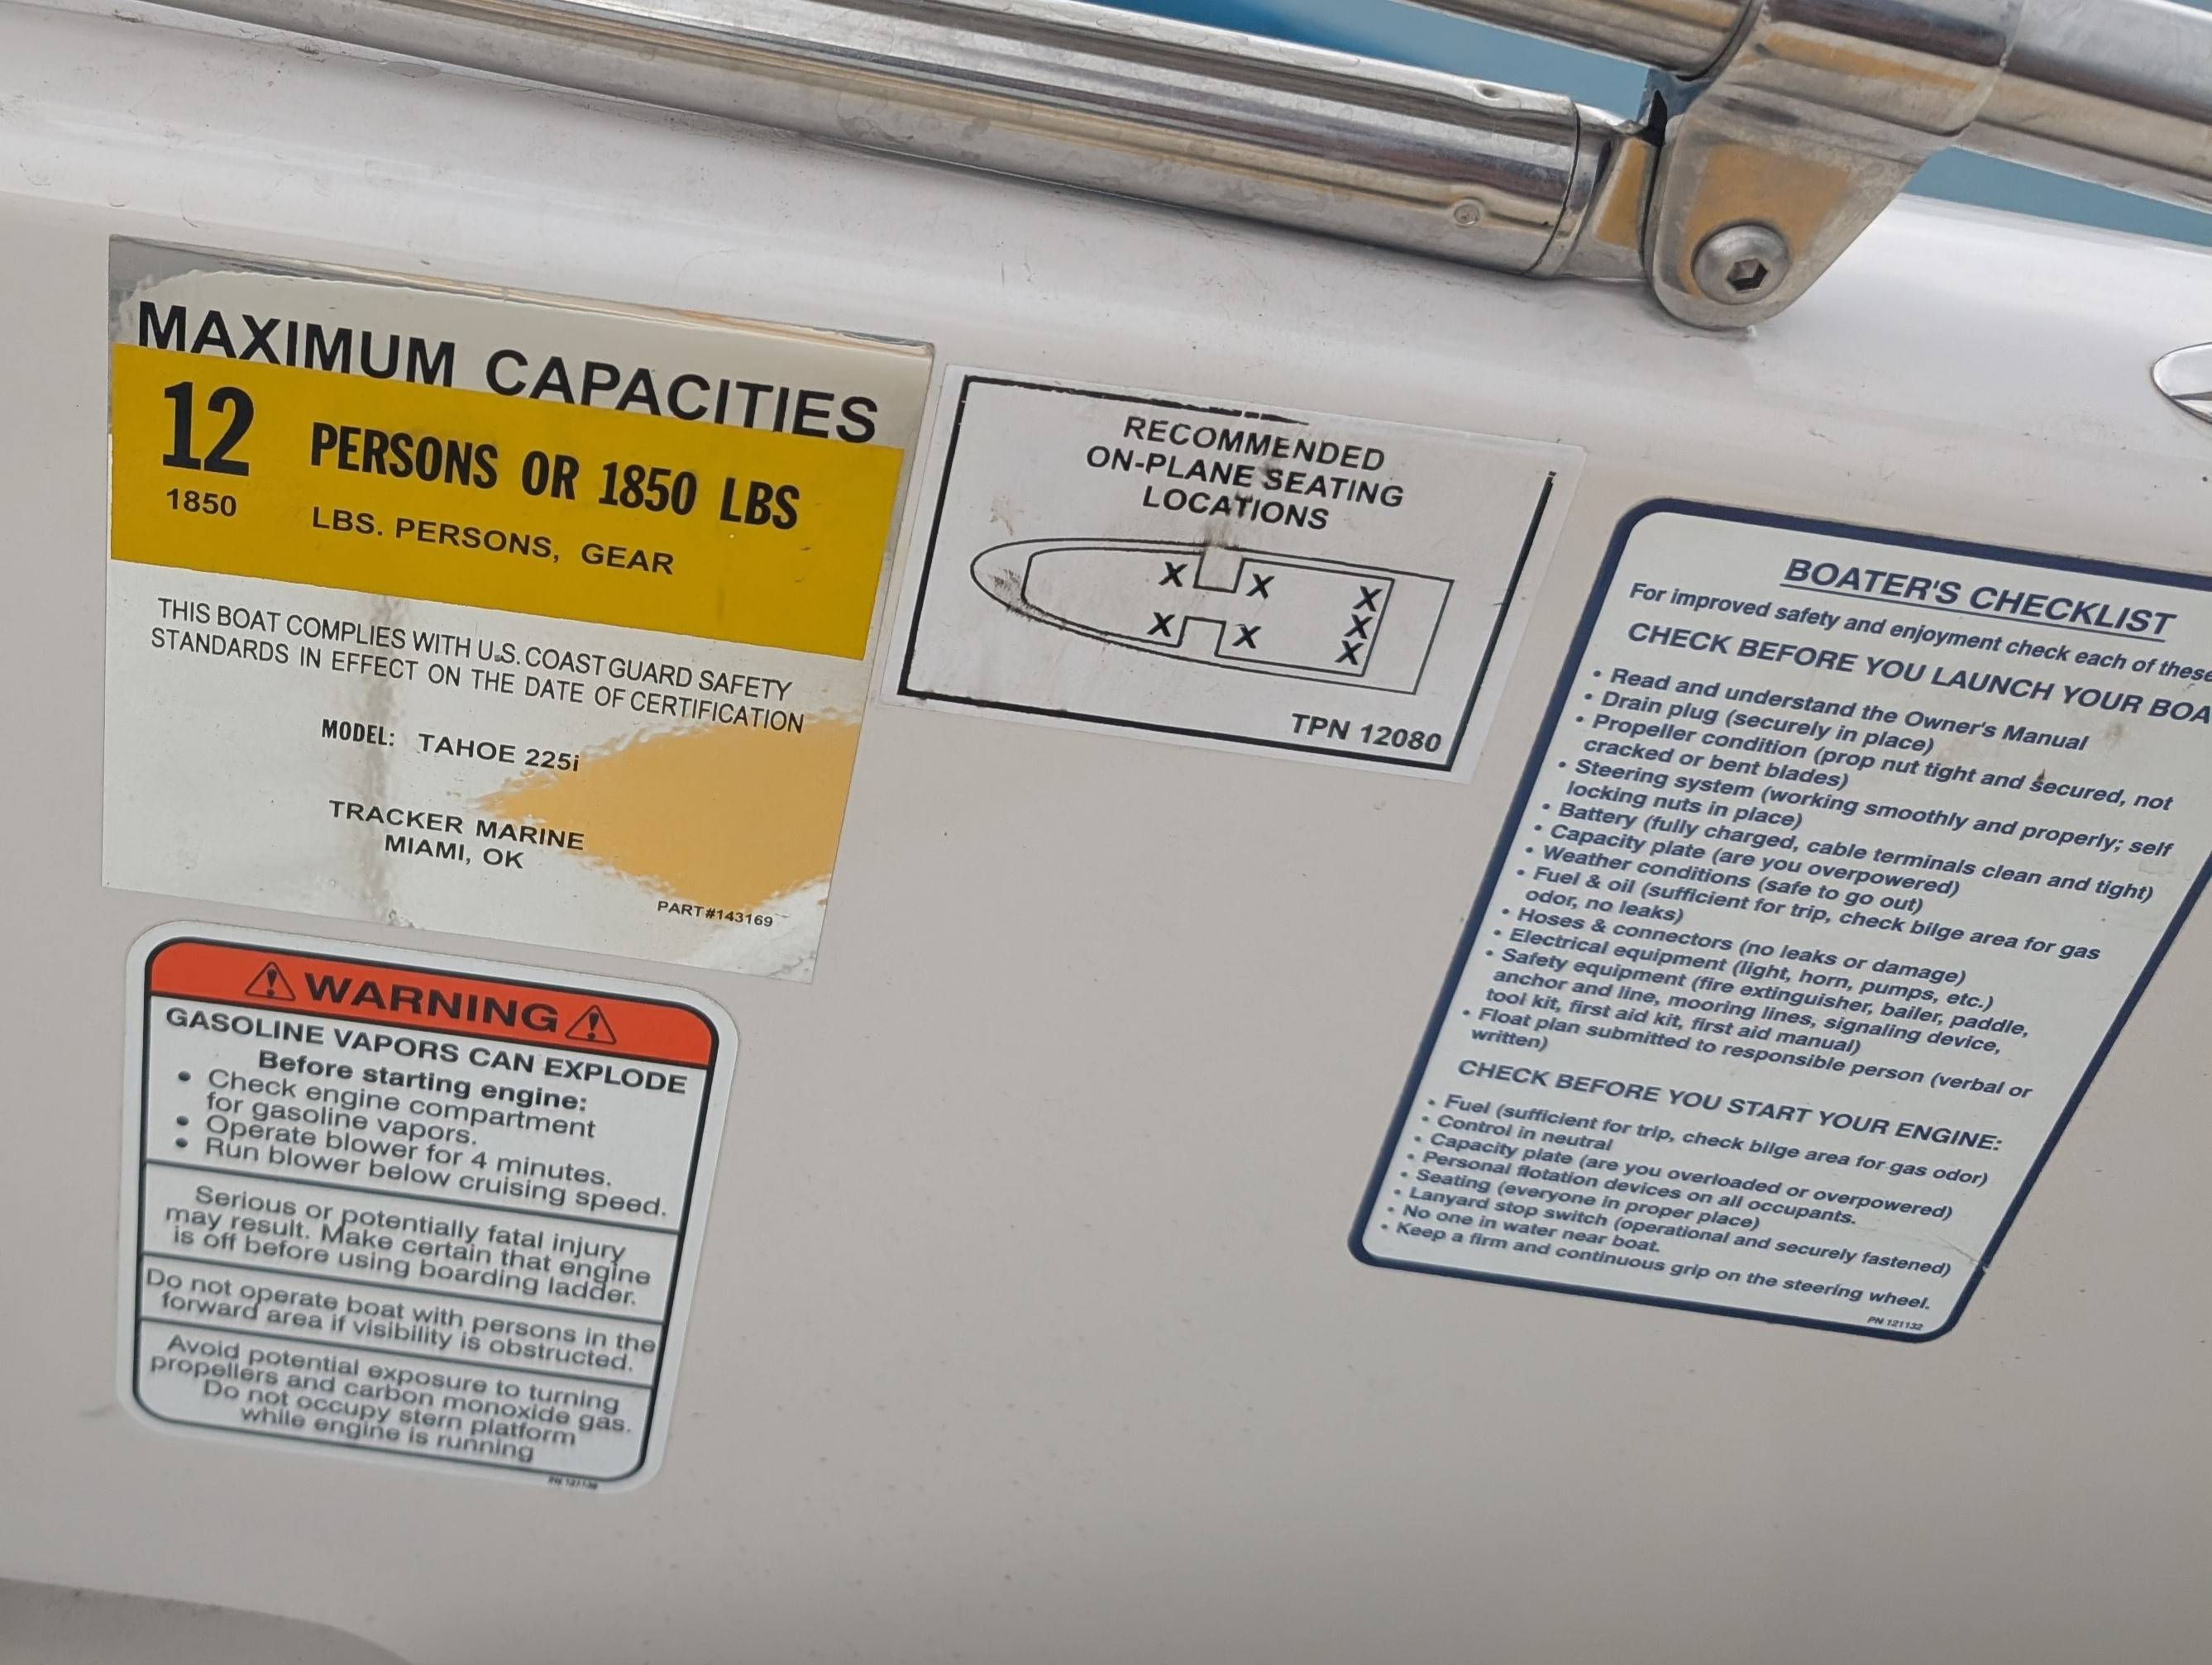 MAXIMUM CAPACITIES
12 PERSONS OR 1850 LBS
1850 LBS. PERSONS, GEAR
THIS BOAT COMPLIES WITH U.S. COAST GUARD SAFETY
STANDARDS IN EFFECT ON THE DATE OF CERTIFICATION
MODEL: TAHOE 225i
TRACKER MARINE
MIAMI, OK
PART#143169
RECOMMENDED
ON-PLANE SEATING
LOCATIONS
X X X
X
X X X
TPN 12080
WARNING
GASOLINE VAPORS CAN EXPLODE
Before starting engine:
• Check engine compartment
for gasoline vapors.
• Operate blower for 4 minutes.
• Run blower below cruising speed.
Serious or potentially fatal injury
may result. Make certain that engine
is off before using boarding ladder.
Do not operate boat with persons in the
forward area if visibility is obstructed.
Avoid potential exposure to turning
propellers and carbon monoxide gas.
Do not occupy stern platform
while engine is running
BOATER'S CHECKLIST
For improved safety and enjoyment check each of these
CHECK BEFORE YOU LAUNCH YOUR BOA
• Read and understand the Owner's Manual
• Drain plug (securely in place)
• Propeller condition (prop nut tight and secured, not
cracked or bent blades)
• Steering system (working smoothly and properly; self
locking nuts in place)
• Battery (fully charged, cable terminals clean and tight)
• Capacity plate (are you overpowered)
• Weather conditions (safe to go out)
• Fuel & oil (sufficient for trip, check bilge area for gas
odor, no leaks)
• Hoses & connectors (no leaks or damage)
• Electrical equipment (light, horn, pumps, etc.)
• Safety equipment (fire extinguisher, bailer, paddle,
anchor and line, mooring lines, signaling device,
tool kit, first aid kit, first aid manual)
• Float plan submitted to responsible person (verbal or
written)
CHECK BEFORE YOU START YOUR ENGINE:
• Fuel (sufficient for trip, check bilge area for gas odor)
• Control in neutral
• Capacity plate (are you overloaded or overpowered)
• Personal flotation devices on all occupants.
• Seating (everyone in proper place)
• Lanyard stop switch (operational and securely fastened)
• No one in water near boat.
• Keep a firm and continuous grip on the steering wheel.
PN 121132